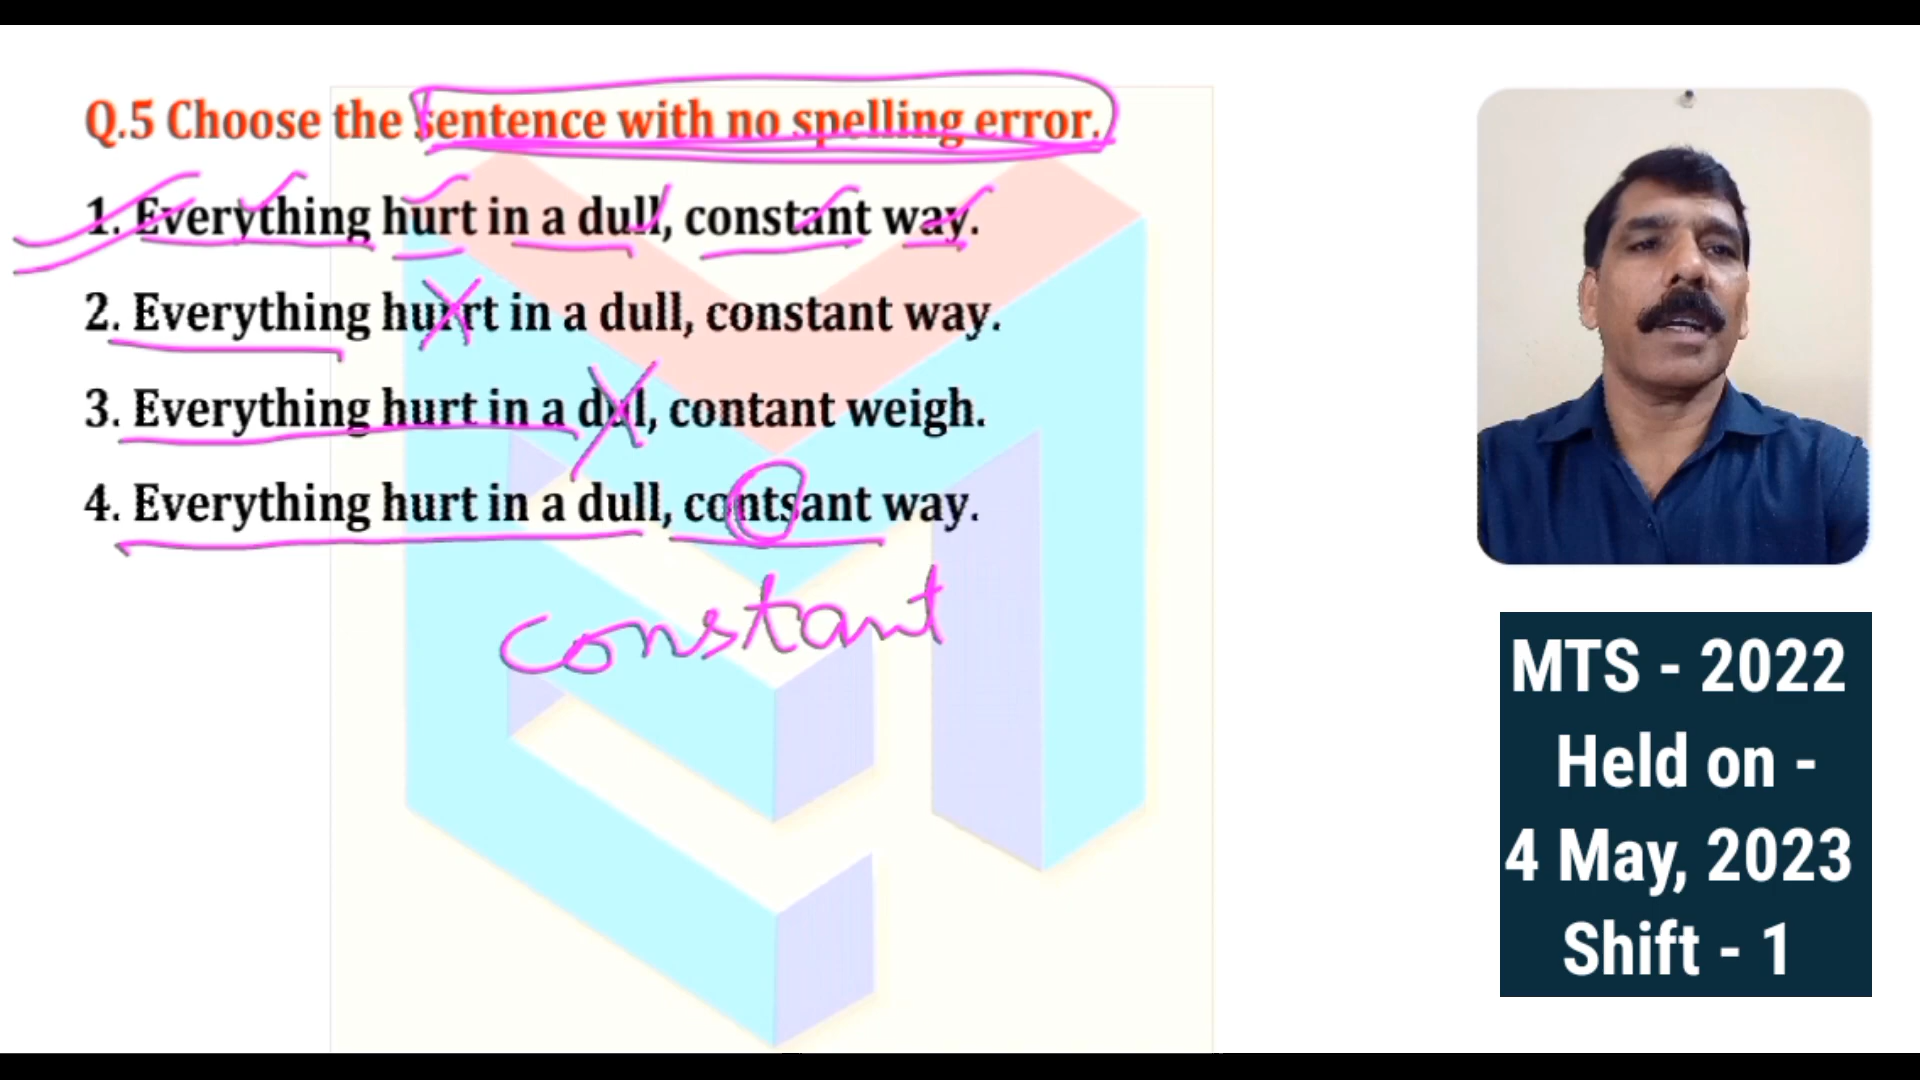 Q.5 Choose the sentence with no spelling error.
1. Everything hurt in a dull, constant way.
2. Everything hurrt in a dull, constant way.
3. Everything hurt in a dul, contant weigh.
4. Everything hurt in a dull, contsant way.
constant
MTS - 2022
Held on -
4 May, 2023
Shift - 1